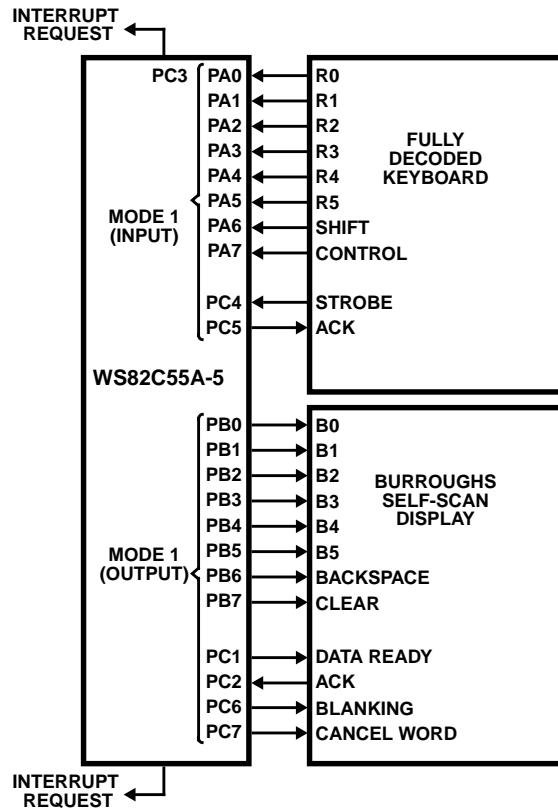 INTERRUPT
REQUEST
PC3 PA0 R0
PA1 R1
PA2 R2
PA3 R3
PA4 R4
PA5 R5
PA6 SHIFT
PA7 CONTROL
MODE 1
(INPUT)
FULLY
DECODED
KEYBOARD
PC4 STROBE
PC5 ACK
WS82C55A-5
PB0 B0
PB1 B1
PB2 B2
PB3 B3
PB4 B4
PB5 B5
PB6 BACKSPACE
PB7 CLEAR
MODE 1
(OUTPUT)
BURROUGHS
SELF-SCAN
DISPLAY
PC1 DATA READY
PC2 ACK
PC6 BLANKING
PC7 CANCEL WORD
INTERRUPT
REQUEST